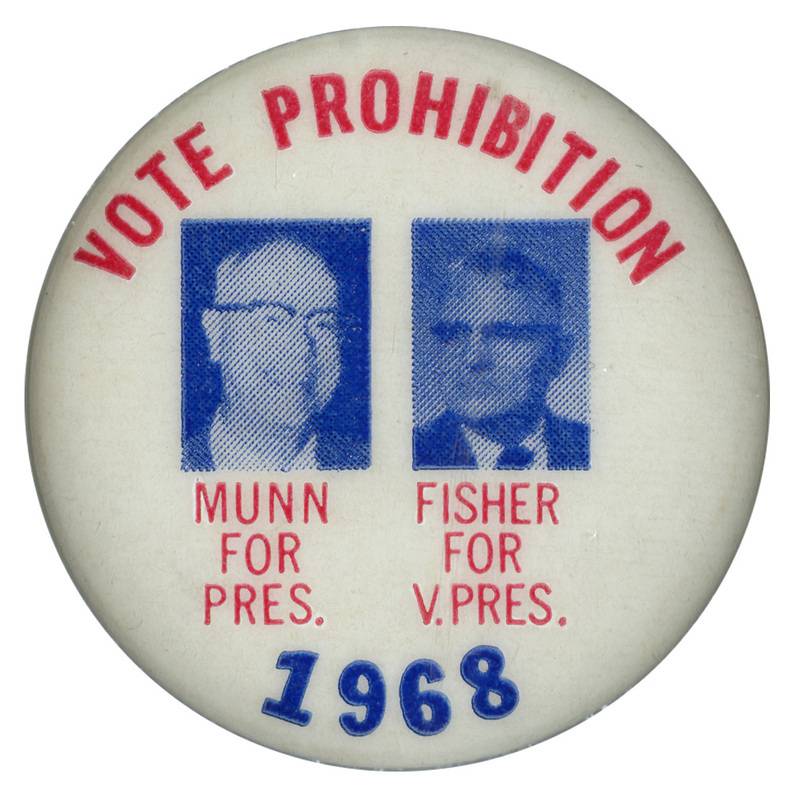 VOTE PROHIBITION
MUNN
FOR
PRES.
FISHER
FOR
V.PRES.
1968